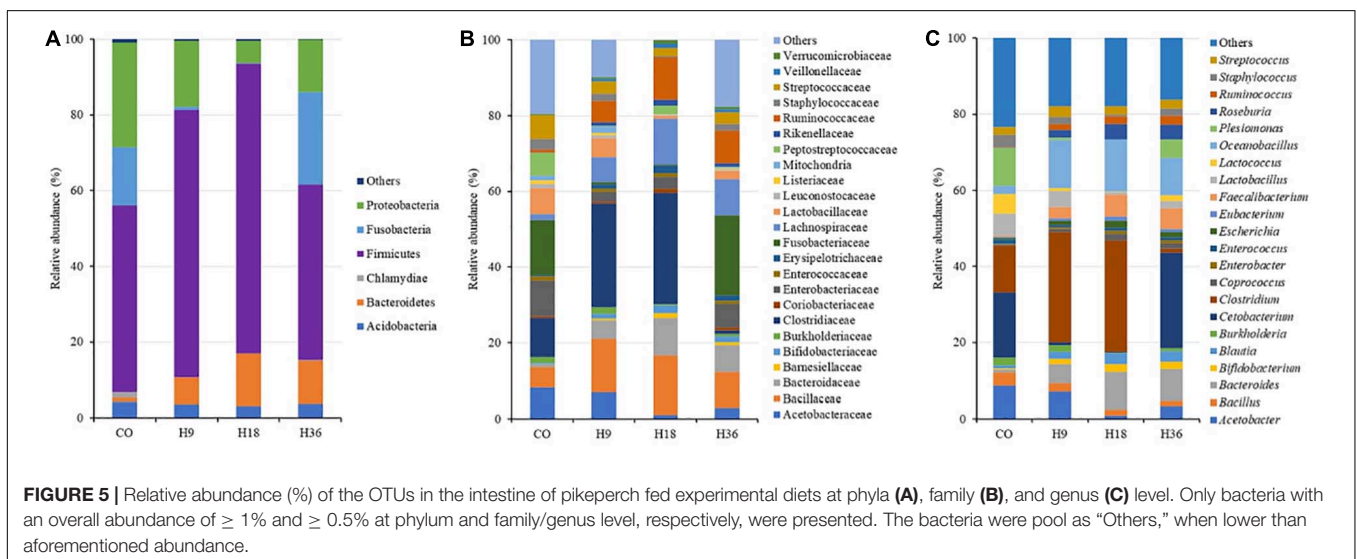 A
100
80
60
40
20
0
Relative abundance (%)
CO H9 H18 H36
Others
Proteobacteria
Fusobacteria
Firmicutes
Chlamydiae
Bacteroidetes
Acidobacteria
B
100
80
60
40
20
0
Relative abundance (%)
CO H9 H18 H36
Others
Verrucomicrobiaceae
Veillonellaceae
Streptococcaceae
Staphylococcaceae
Ruminococcaceae
Rikenellaceae
Peptostreptococcaceae
Mitochondria
Listeriaceae
Leuconostocaceae
Lactobacillaceae
Lachnospiraceae
Fusobacteriaceae
Erysipelotrichaceae
Enterococcaceae
Enterobacteriaceae
Coriobacteriaceae
Clostridiaceae
Burkholderiaceae
Bifidobacteriaceae
Barnesiellaceae
Bacteroidaceae
Bacillaceae
Acetobacteraceae
C
100
80
60
40
20
0
Relative abundance (%)
CO H9 H18 H36
Others
Streptococcus
Staphylococcus
Ruminococcus
Roseburia
Plesiomonas
Oceanobacillus
Lactococcus
Lactobacillus
Faecalibacterium
Eubacterium
Escherichia
Enterococcus
Enterobacter
Coprococcus
Clostridium
Cetobacterium
Burkholderia
Blautia
Bifidobacterium
Bacteroides
Bacillus
Acetobacter
FIGURE 5 | Relative abundance (%) of the OTUs in the intestine of pikeperch fed experimental diets at phyla (A), family (B), and genus (C) level. Only bacteria with
an overall abundance of ≥ 1% and ≥ 0.5% at phylum and family/genus level, respectively, were presented. The bacteria were pool as “Others,” when lower than
aforementioned abundance.